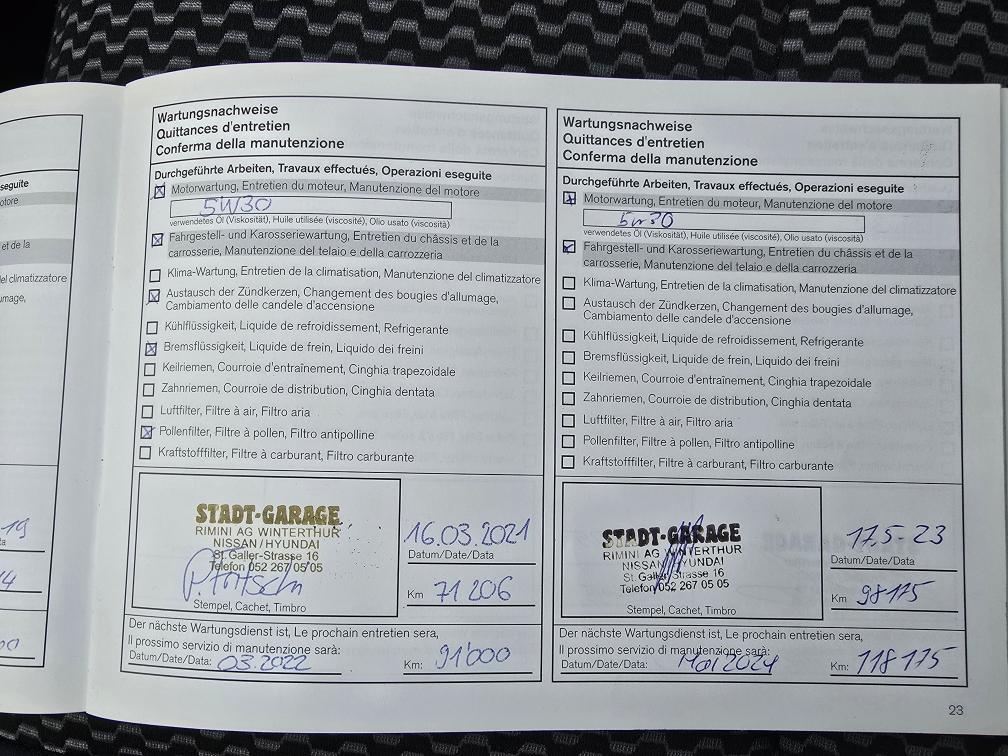 seguite
otore
et de la
el climatizzatore
umage,
19
Wartungsnachweise
Quittances d'entretien
Conferma della manutenzione
Durchgeführte Arbeiten, Travaux effectués, Operazioni eseguite
Motorwartung, Entretien du moteur, Manutenzione del motore
5W30
verwendetes Öl (Viskosität), Huile utilisée (viscosité), Olio usato (viscosità)
Fahrgestell- und Karosseriewartung, Entretien du châssis et de la
carrosserie, Manutenzione del telaio e della carrozzeria
Klima-Wartung, Entretien de la climatisation, Manutenzione del climatizzatore
Austausch der Zündkerzen, Changement des bougies d'allumage,
Cambiamento delle candele d'accensione
Kühlflüssigkeit, Liquide de refroidissement, Refrigerante
Bremsflüssigkeit, Liquide de frein, Liquido dei freini
Keilriemen, Courroie d'entraînement, Cinghia trapezoidale
Zahnriemen, Courroie de distribution, Cinghia dentata
Luftfilter, Filtre à air, Filtro aria
Pollenfilter, Filtre à pollen, Filtro antipolline
Kraftstofffilter, Filtre à carburant, Filtro carburante
STADT-GARAGE
RIMINI AG WINTERTHUR
NISSAN/HYUNDAI
St. Galler-Strasse 16
Telefon 052 267 05 05
P. Fritsch
Stempel, Cachet, Timbro
16.03.2021
Datum/Date/Data
Km 71206
Der nächste Wartungsdienst ist, Le prochain entretien sera,
Il prossimo servizio di manutenzione sarà:
Datum/Date/Data: 03.2022 Km: 91'000
Wartungsnachweise
Quittances d'entretien
Conferma della manutenzione
Durchgeführte Arbeiten, Travaux effectués, Operazioni eseguite
Motorwartung, Entretien du moteur, Manutenzione del motore
5w30
verwendetes Öl (Viskosität), Huile utilisée (viscosité), Olio usato (viscosità)
Fahrgestell- und Karosseriewartung, Entretien du châssis et de la
carrosserie, Manutenzione del telaio e della carrozzeria
Klima-Wartung, Entretien de la climatisation, Manutenzione del climatizzatore
Austausch der Zündkerzen, Changement des bougies d'allumage,
Cambiamento delle candele d'accensione
Kühlflüssigkeit, Liquide de refroidissement, Refrigerante
Bremsflüssigkeit, Liquide de frein, Liquido dei freini
Keilriemen, Courroie d'entraînement, Cinghia trapezoidale
Zahnriemen, Courroie de distribution, Cinghia dentata
Luftfilter, Filtre à air, Filtro aria
Pollenfilter, Filtre à pollen, Filtro antipolline
Kraftstofffilter, Filtre à carburant, Filtro carburante
STADT-GARAGE
RIMINI AG WINTERTHUR
NISSAN/HYUNDAI
St. Galler-Strasse 16
Telefon 052 267 05 05
Stempel, Cachet, Timbro
17.5.23
Datum/Date/Data
Km 98175
Der nächste Wartungsdienst ist, Le prochain entretien sera,
Il prossimo servizio di manutenzione sarà:
Datum/Date/Data: Mai 2024 Km: 118175
23